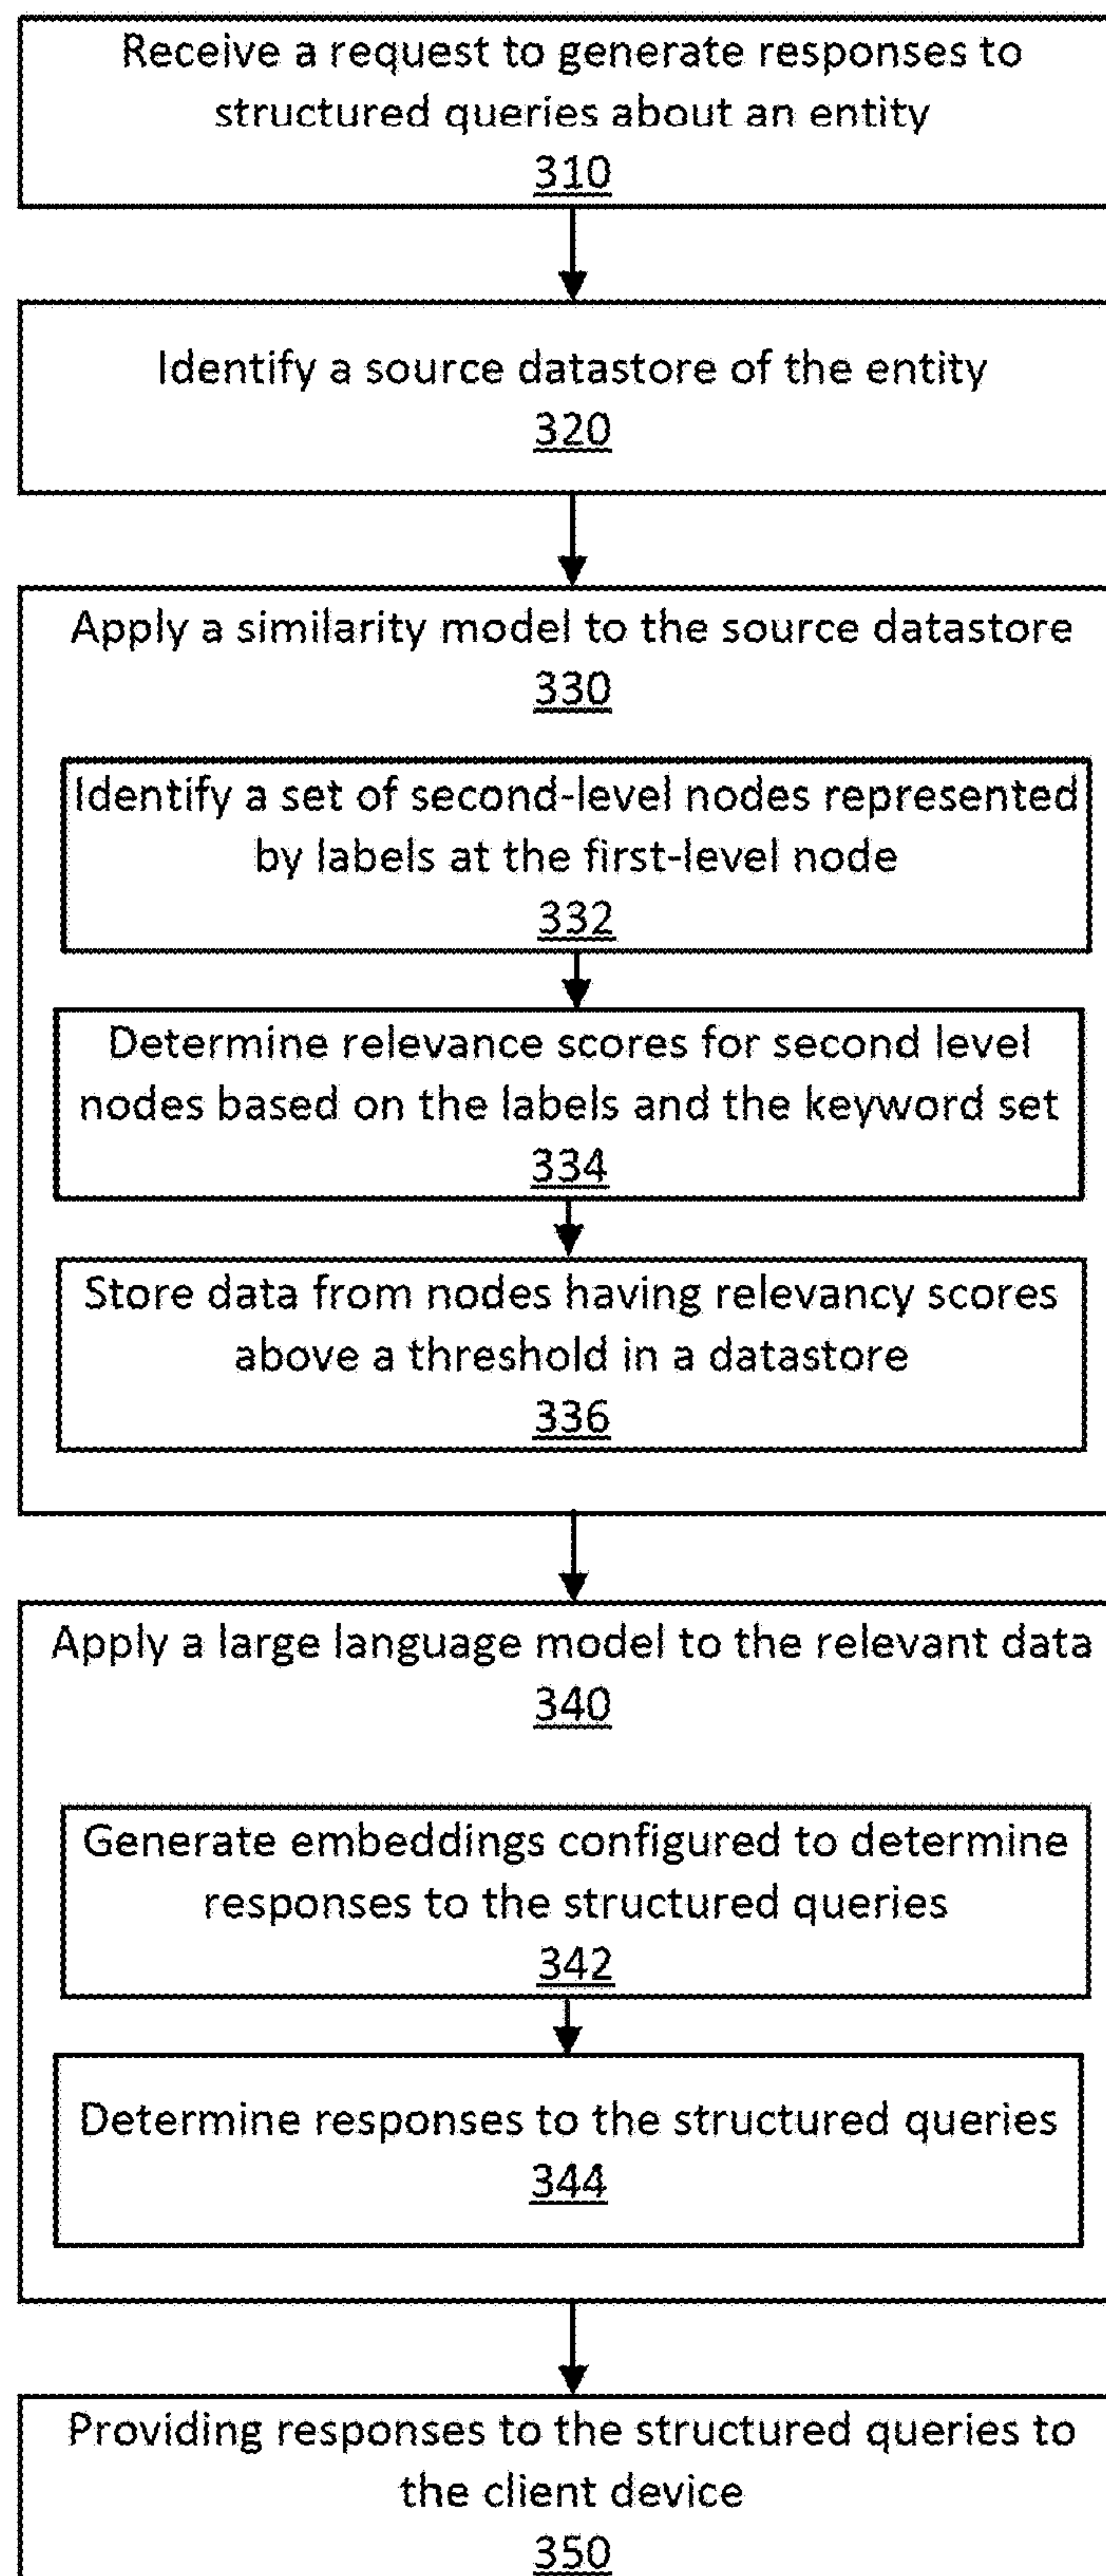 Receive a request to generate responses to
structured queries about an entity
310
Identify a source datastore of the entity
320
Apply a similarity model to the source datastore
330
Identify a set of second-level nodes represented
by labels at the first-level node
332
Determine relevance scores for second level
nodes based on the labels and the keyword set
334
Store data from nodes having relevancy scores
above a threshold in a datastore
336
Apply a large language model to the relevant data
340
Generate embeddings configured to determine
responses to the structured queries
342
Determine responses to the structured queries
344
Providing responses to the structured queries to
the client device
350